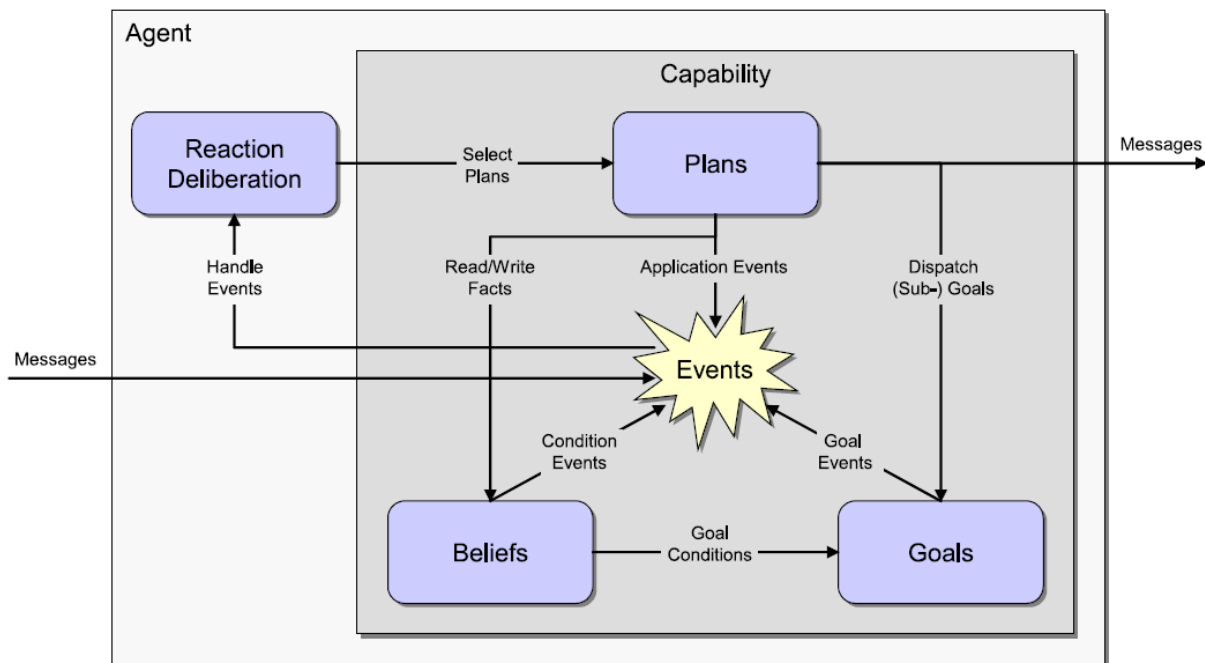 Agent
Capability
Reaction
Deliberation
Select
Plans
Plans
Messages
Handle
Events
Read/Write
Facts
Application Events
Dispatch
(Sub-) Goals
Messages
Events
Condition
Events
Goal
Events
Beliefs
Goal
Conditions
Goals